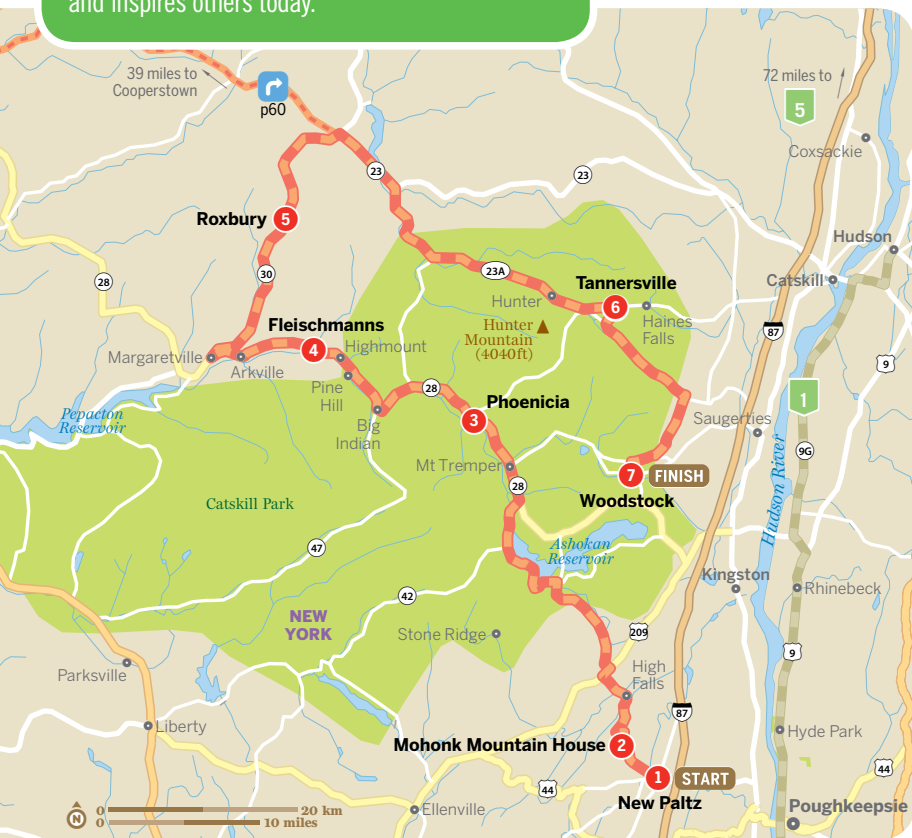 and inspires others today.
39 miles to
Cooperstown
p60
72 miles to
5
Coxsackie
23
23
Roxbury
5
Hudson
30
23A
Tannersville
Catskill
28
Hunter
6
Haines
Falls
Fleischmanns
Hunter
Mountain
(4040ft)
87
4
Highmount
Margaretville
Arkville
9
Pine
Hill
28
Phoenicia
1
Pepacton
Reservoir
Big
Indian
3
Saugerties
9G
Mt Tremper
7
FINISH
Hudson River
28
Woodstock
Catskill Park
47
Ashokan
Reservoir
Kingston
42
Rhinebeck
NEW
YORK
Stone Ridge
209
9
Parksville
High
Falls
87
Liberty
Hyde Park
Mohonk Mountain House
2
44
1
START
44
New Paltz
N
0
20 km
0
10 miles
Ellenville
Poughkeepsie